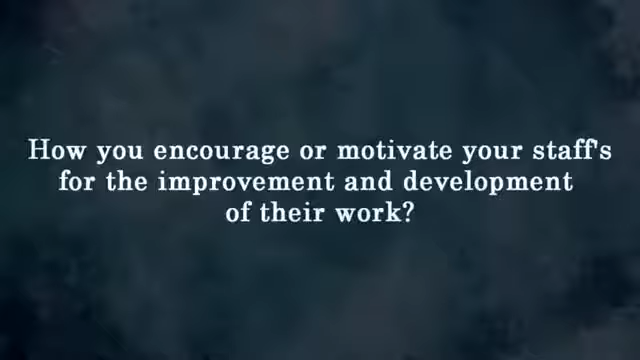 How you encourage or motivate your staff's
for the improvement and development
of their work?